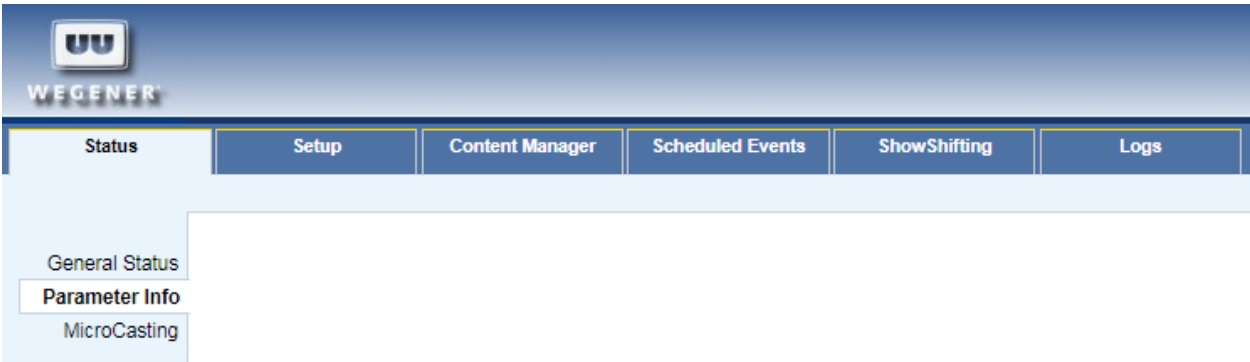 WEGENER
Status Setup Content Manager Scheduled Events ShowShifting Logs
General Status
Parameter Info
MicroCasting